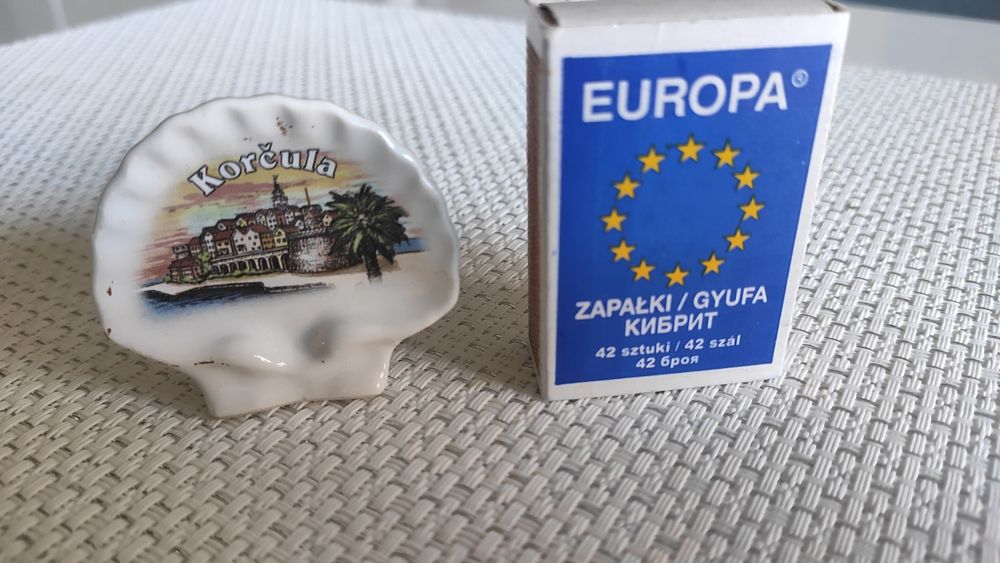 Korčula
EUROPA®
ZAPAŁKI / GYUFA
КИБРИТ
42 sztuki / 42 szál
42 броя